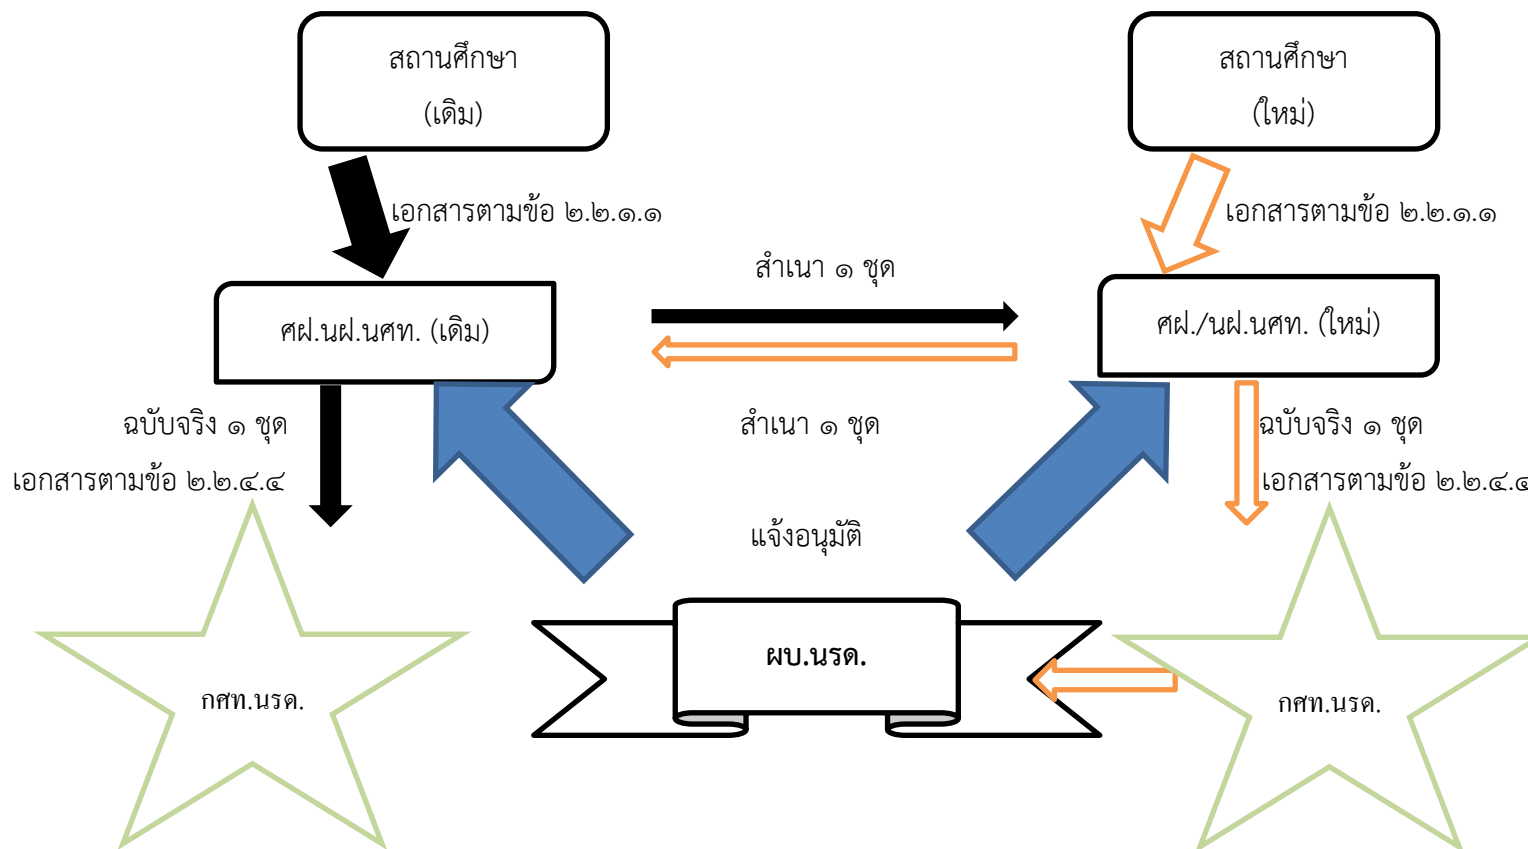 สถานศึกษา
(เดิม)
สถานศึกษา
(ใหม่)
เอกสารตามข้อ ๒.๒.๑.๑
เอกสารตามข้อ ๒.๒.๑.๑
สำเนา ๑ ชุด
ศฝ.นฝ.นศท. (เดิม)
ศฝ./นฝ.นศท. (ใหม่)
ฉบับจริง ๑ ชุด
เอกสารตามข้อ ๒.๒.๔.๔
สำเนา ๑ ชุด
ฉบับจริง ๑ ชุด
เอกสารตามข้อ ๒.๒.๔.๔
แจ้งอนุมัติ
ผบ.นรด.
กศท.นรด.
กศท.นรด.